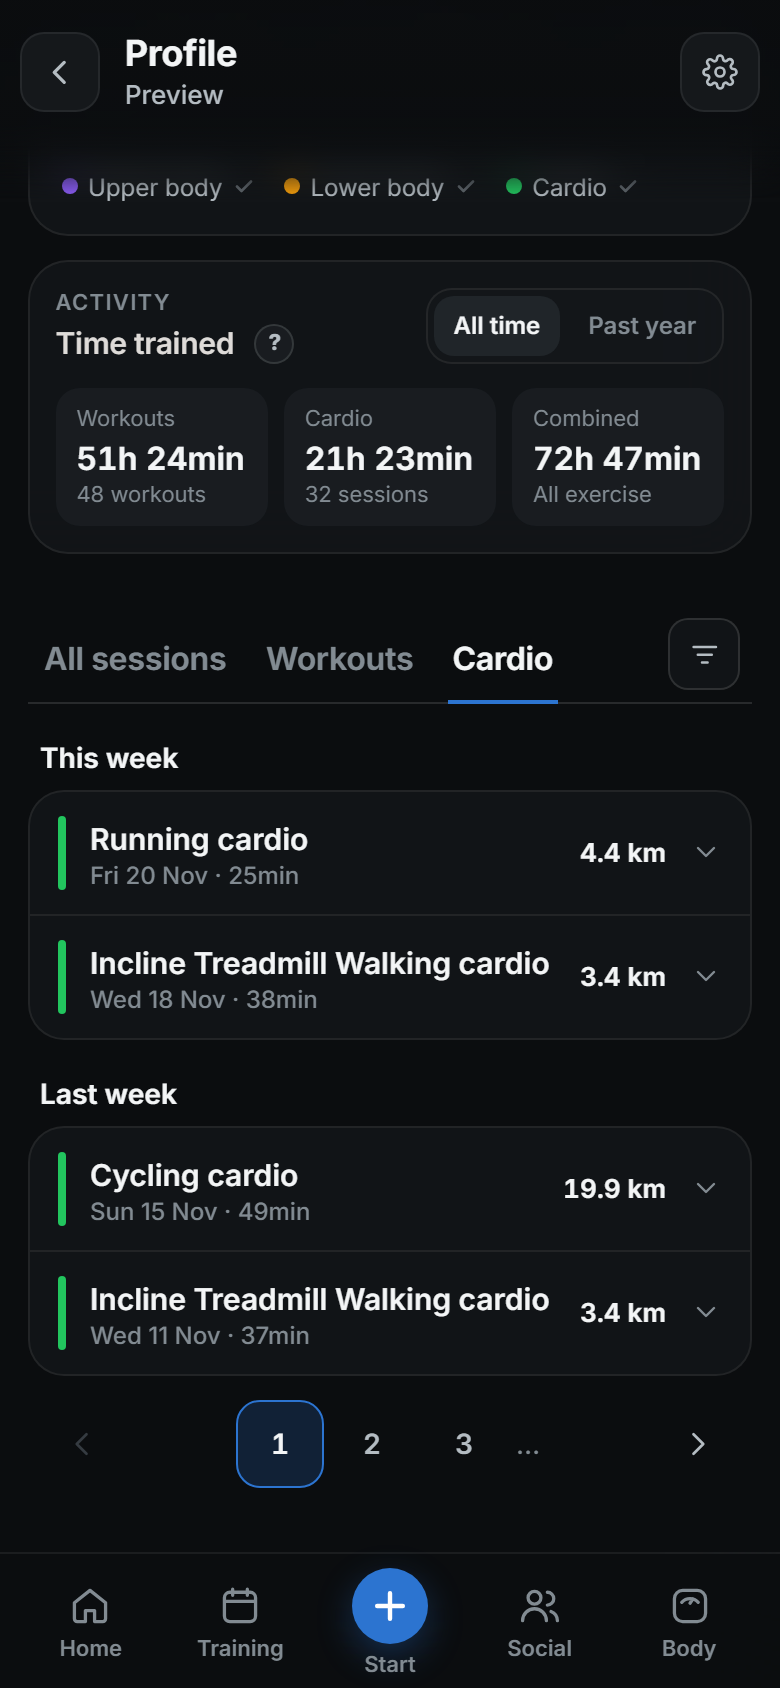 Profile
Preview
Upper body Lower body Cardio
ACTIVITY
Time trained ?
All time Past year
Workouts
51h 24min
48 workouts
Cardio
21h 23min
32 sessions
Combined
72h 47min
All exercise
All sessions Workouts Cardio
This week
Running cardio
Fri 20 Nov · 25min
4.4 km
Incline Treadmill Walking cardio
Wed 18 Nov · 38min
3.4 km
Last week
Cycling cardio
Sun 15 Nov · 49min
19.9 km
Incline Treadmill Walking cardio
Wed 11 Nov · 37min
3.4 km
1 2 3 ...
Home Training Start Social Body